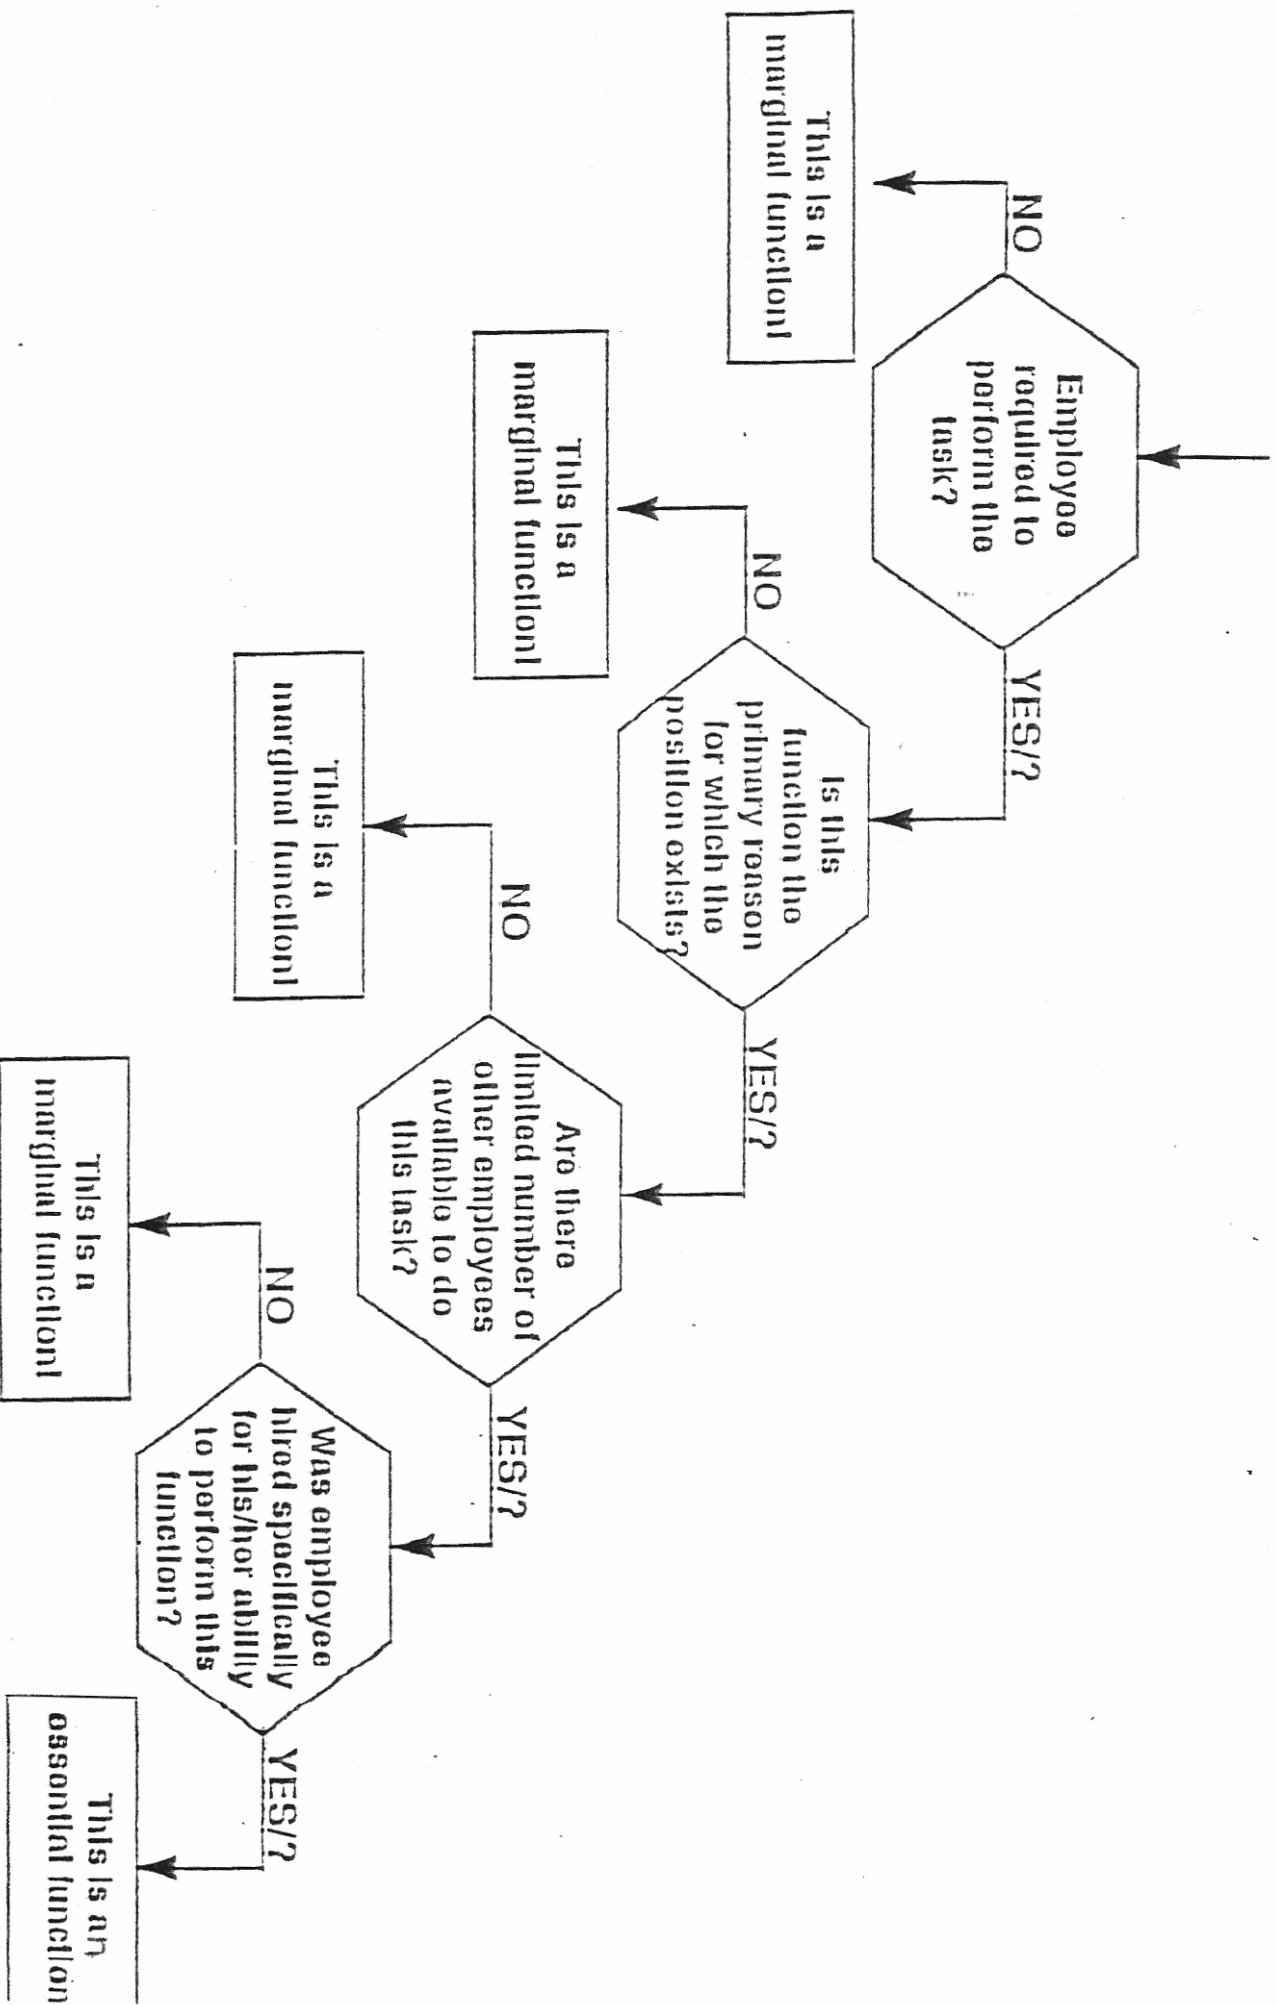 Employee
required to
perform the
task?
NO
YES/?
This is a
marginal function!
Is this
function the
primary reason
for which the
position exists?
NO
YES/?
This is a
marginal function!
Are there
limited number of
other employees
available to do
this task?
NO
YES/?
This is a
marginal function!
Was employee
hired specifically
for his/her ability
to perform this
function?
NO
YES/?
This is a
marginal function!
This is an
essential function